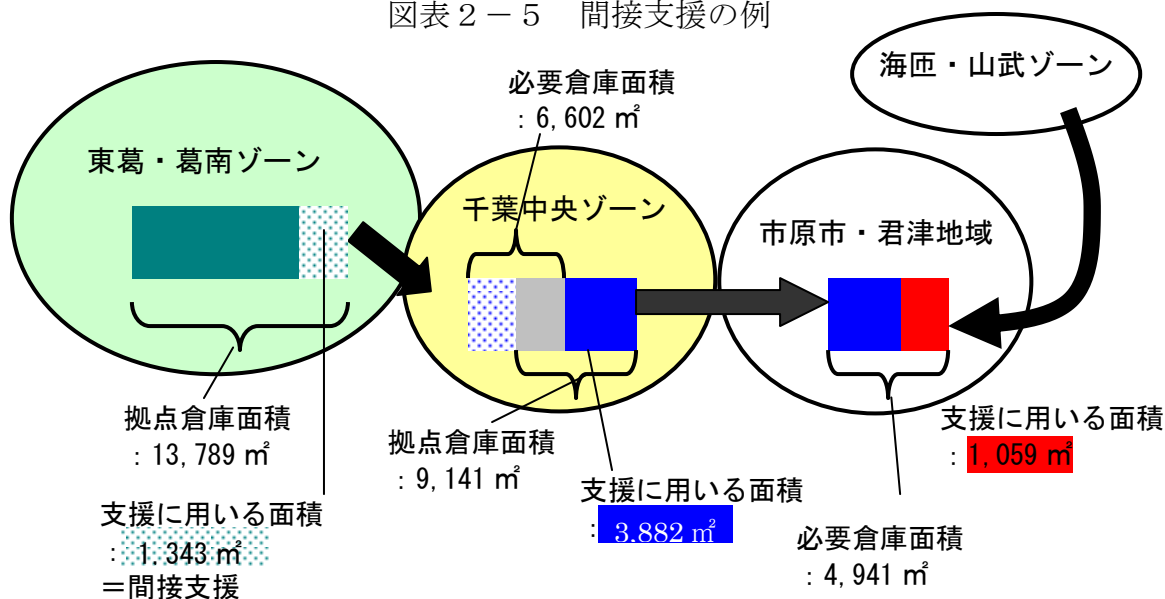 図表２－５　間接支援の例
海匝・山武ゾーン
必要倉庫面積
：6,602 ㎡
東葛・葛南ゾーン
千葉中央ゾーン
市原市・君津地域
拠点倉庫面積
：13,789 ㎡
拠点倉庫面積
：9,141 ㎡
支援に用いる面積
：1,059 ㎡
支援に用いる面積
：3,882 ㎡
支援に用いる面積
：1,343 ㎡
＝間接支援
必要倉庫面積
：4,941 ㎡